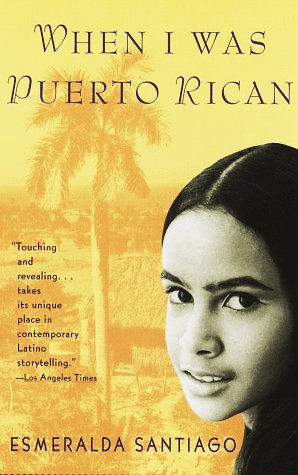 WHEN I WAS
PUERTO RICAN
"Touching
and
revealing. . .
takes
its unique
place in
contemporary
Latino
storytelling."
—Los Angeles Times
ESMERALDA SANTIAGO